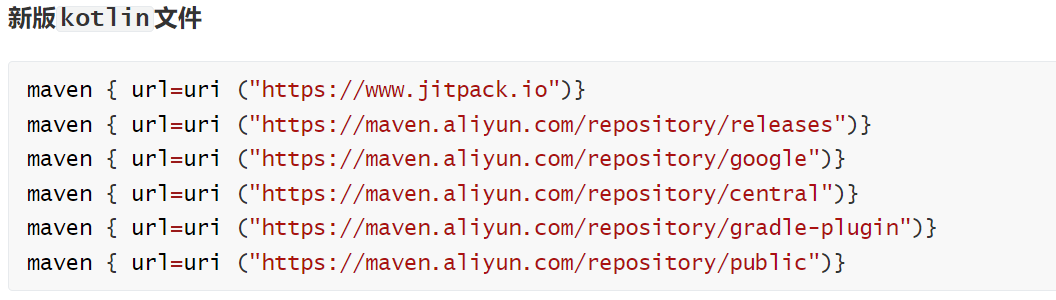 新版kotlin文件
maven { url=uri ("https://www.jitpack.io")}
maven { url=uri ("https://maven.aliyun.com/repository/releases")}
maven { url=uri ("https://maven.aliyun.com/repository/google")}
maven { url=uri ("https://maven.aliyun.com/repository/central")}
maven { url=uri ("https://maven.aliyun.com/repository/gradle-plugin")}
maven { url=uri ("https://maven.aliyun.com/repository/public")}